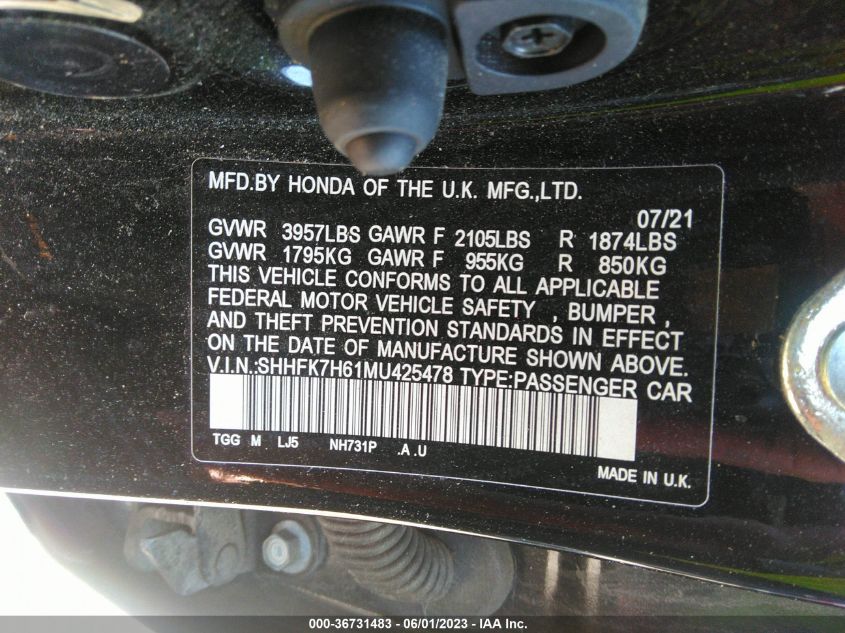 MFD.BY HONDA OF THE U.K. MFG.,LTD.
07/21
GVWR 3957LBS GAWR F 2105LBS R 1874LBS
GVWR 1795KG GAWR F 955KG R 850KG
THIS VEHICLE CONFORMS TO ALL APPLICABLE
FEDERAL MOTOR VEHICLE SAFETY , BUMPER ,
AND THEFT PREVENTION STANDARDS IN EFFECT
ON THE DATE OF MANUFACTURE SHOWN ABOVE.
V.I.N.:SHHFK7H61MU425478 TYPE:PASSENGER CAR
TGG M LJ5 NH731P .A .U
MADE IN U.K.
000-36731483 - 06/01/2023 - IAA Inc.